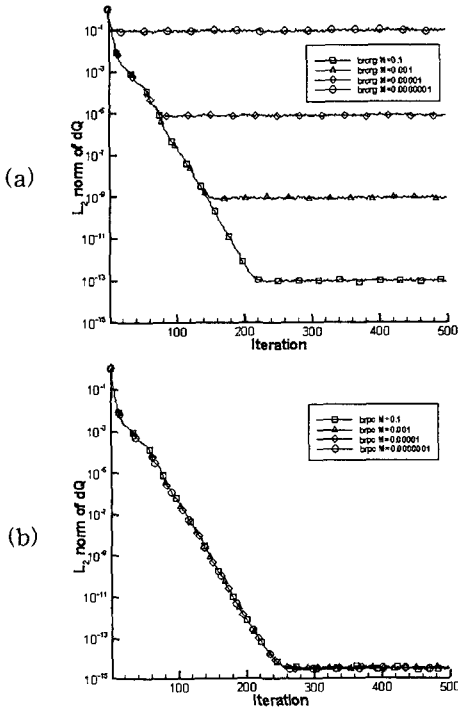 (a)
L₂ norm of dQ
10⁻¹
10⁻³
10⁻⁵
10⁻⁷
10⁻⁹
10⁻¹¹
10⁻¹³
10⁻¹⁵
brorg M=0.1
brorg M=0.001
brorg M=0.00001
brorg M=0.0000001
100 200 300 400 500
Iteration
(b)
L₂ norm of dQ
10⁻¹
10⁻³
10⁻⁵
10⁻⁷
10⁻⁹
10⁻¹¹
10⁻¹³
10⁻¹⁵
brpc M=0.1
brpc M=0.001
brpc M=0.00001
brpc M=0.0000001
100 200 300 400 500
Iteration